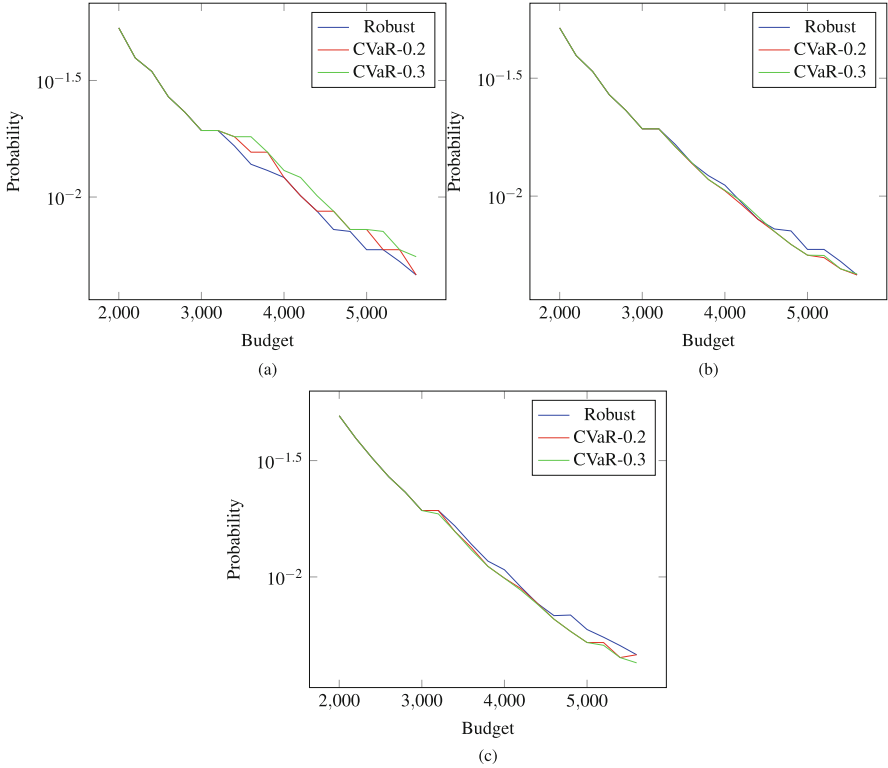 Robust
CVaR-0.2
CVaR-0.3
10^−1.5
10^−2
Probability
2,000 3,000 4,000 5,000
Budget
(a)
Robust
CVaR-0.2
CVaR-0.3
10^−1.5
10^−2
Probability
2,000 3,000 4,000 5,000
Budget
(b)
Robust
CVaR-0.2
CVaR-0.3
10^−1.5
10^−2
Probability
2,000 3,000 4,000 5,000
Budget
(c)